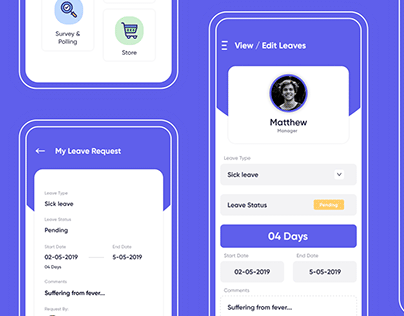 Survey &
Polling
Store
My Leave Request
Leave Type
Sick leave
Leave Status
Pending
Start Date
End Date
02-05-2019
5-05-2019
04 Days
Comments
Suffering from fever...
Request By:
View / Edit Leaves
Matthew
Manager
Leave Type
Sick leave
Leave Status
Pending
04 Days
Start Date
End Date
02-05-2019
5-05-2019
Comments
Suffering from fever...